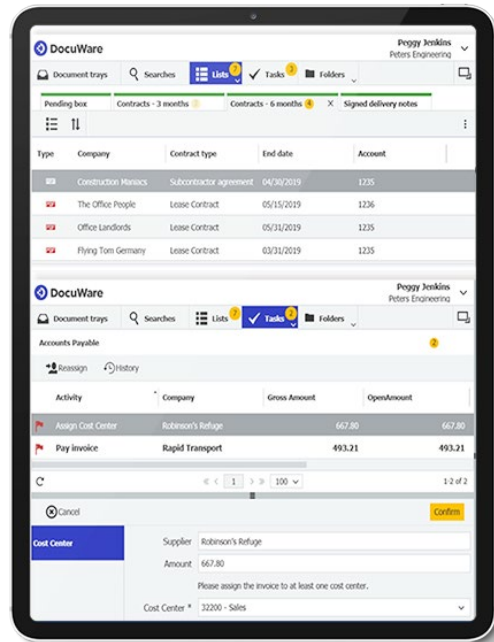 DocuWare
Peggy Jenkins
Peters Engineering
Document trays Searches Lists 7 Tasks 3 Folders
Pending box Contracts - 3 months Contracts - 6 months 4 X Signed delivery notes
Type Company Contract type End date Account
Construction Maniacs Subcontractor agreement 04/30/2019 1235
The Office People Lease Contract 05/15/2019 1236
Office Landlords Lease Contract 05/31/2019 1235
Flying Tom Germany Lease Contract 03/31/2019 1235
DocuWare
Peggy Jenkins
Peters Engineering
Document trays Searches Lists 7 Tasks 2 Folders
Accounts Payable 2
Reassign History
Activity Company Gross Amount OpenAmount
Assign Cost Center Robinson's Refuge 667.80 667.80
Pay invoice Rapid Transport 493.21 493.21
1 100 1-2 of 2
Cancel Confirm
Cost Center Supplier Robinson's Refuge
Amount 667.80
Please assign the invoice to at least one cost center.
Cost Center * 32200 - Sales